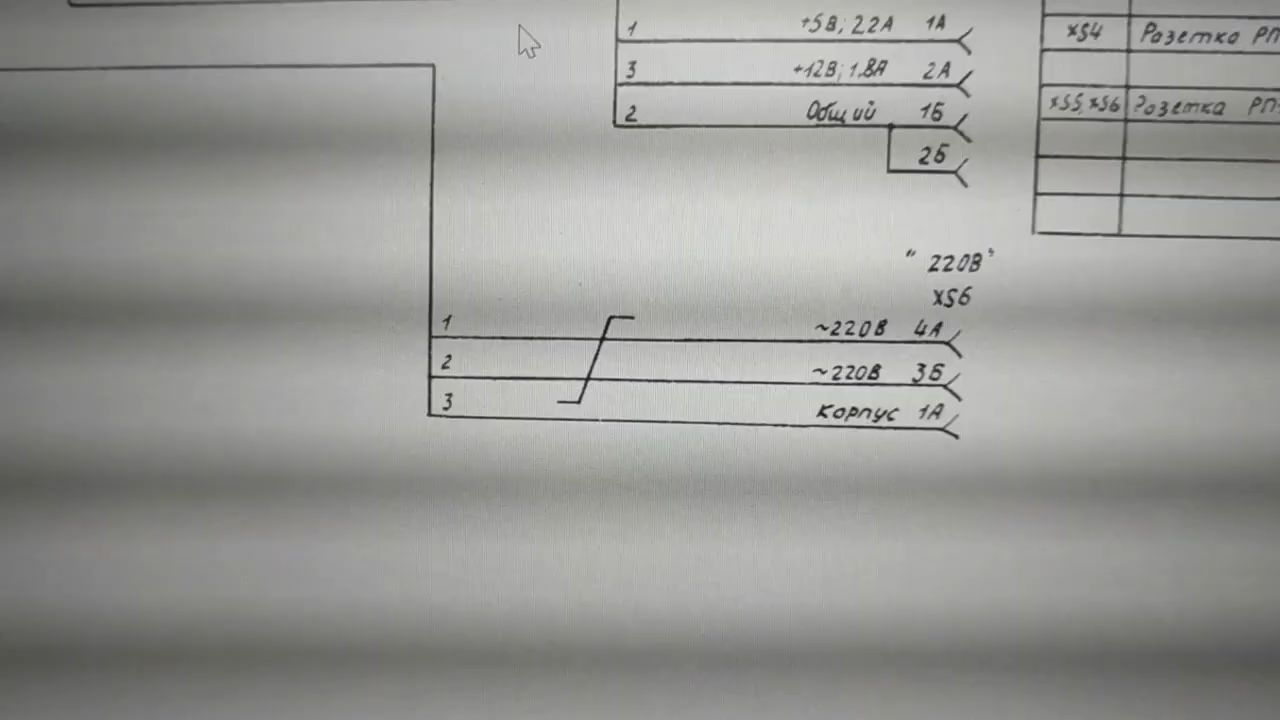 1 +5В; 2,2А 1А
3 +12В; 1,8А 2А
2 Общий 1Б
2Б
"220В"
XS6
1 ~220В 4А
2 ~220В 3Б
3 Корпус 1А
XS4 Розетка РП
XS5, XS6 Розетка РП